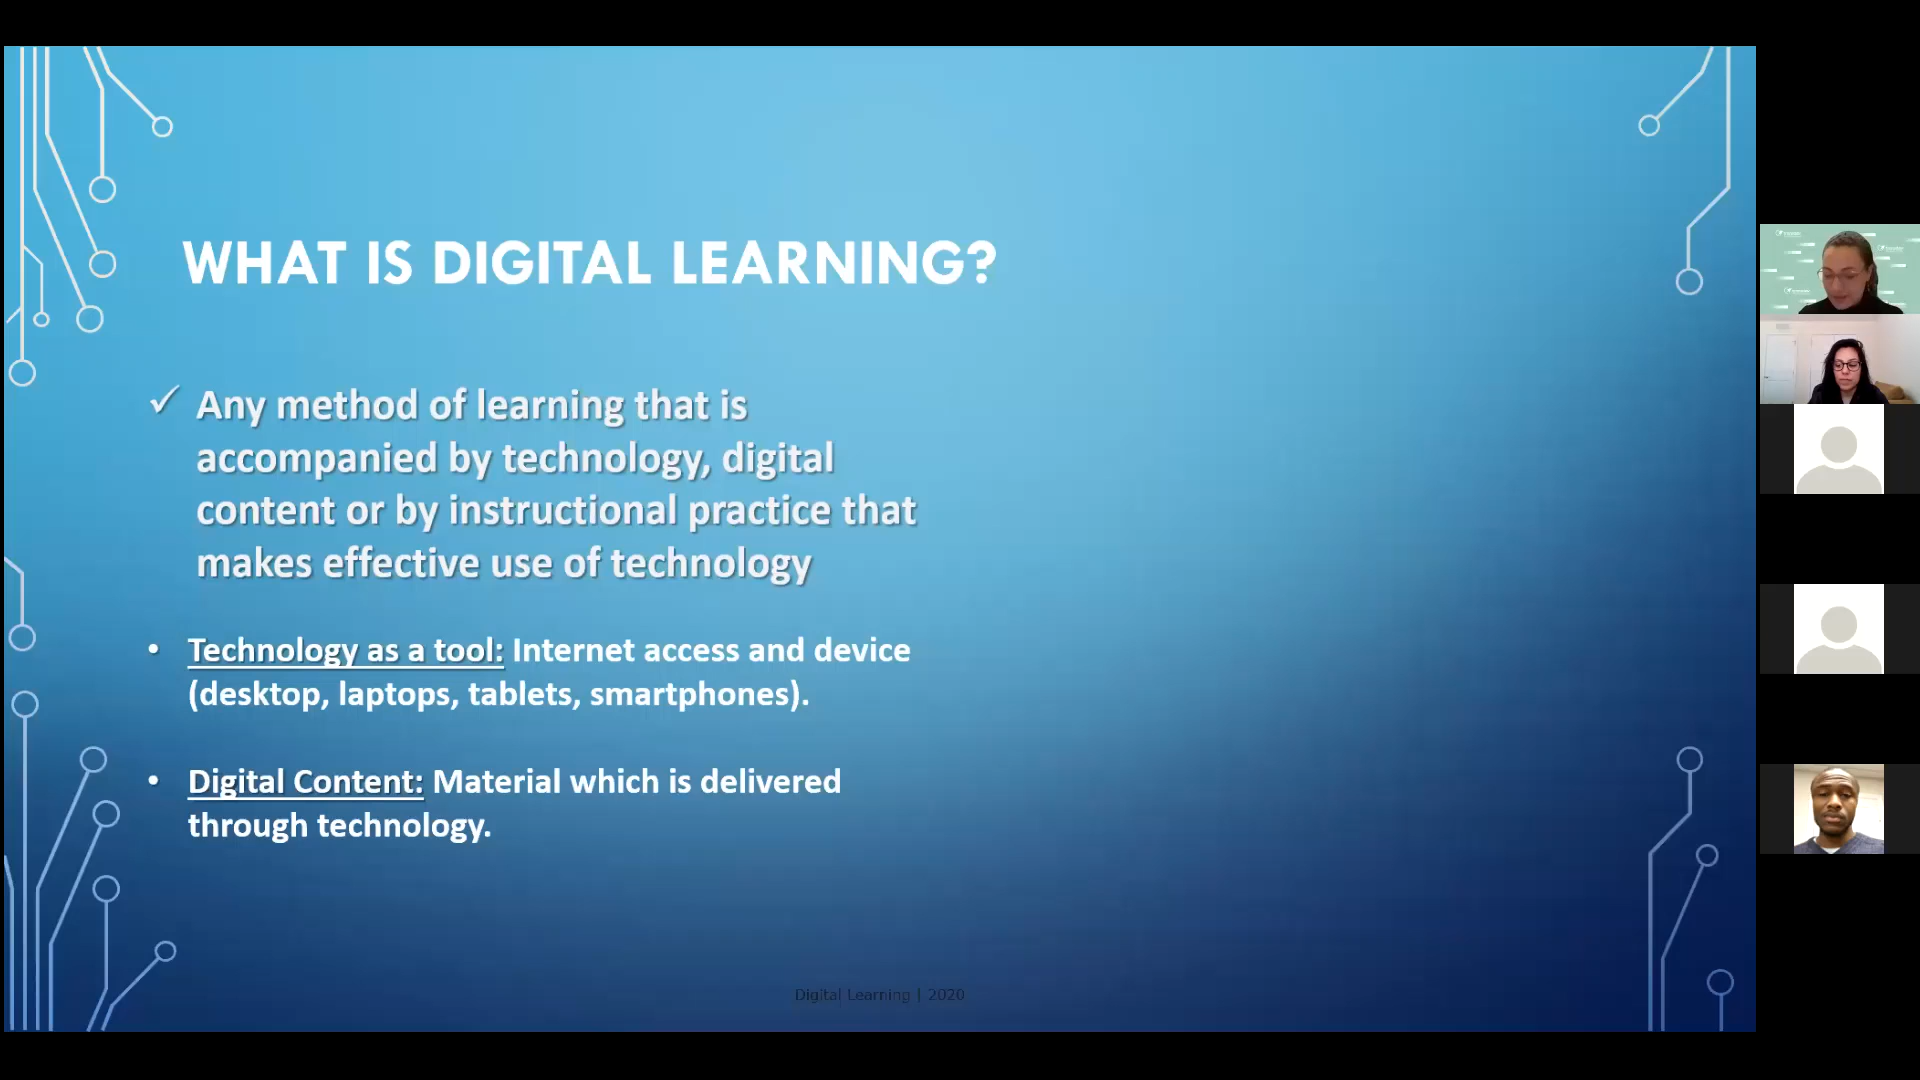 WHAT IS DIGITAL LEARNING?
✓ Any method of learning that is
accompanied by technology, digital
content or by instructional practice that
makes effective use of technology
• Technology as a tool: Internet access and device
(desktop, laptops, tablets, smartphones).
• Digital Content: Material which is delivered
through technology.
Digital Learning | 2020